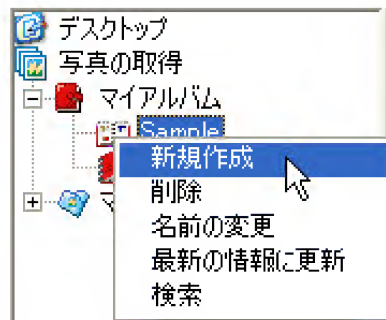 デスクトップ
写真の取得
マイアルバム
Sample
新規作成
削除
マ
名前の変更
最新の情報に更新
検索